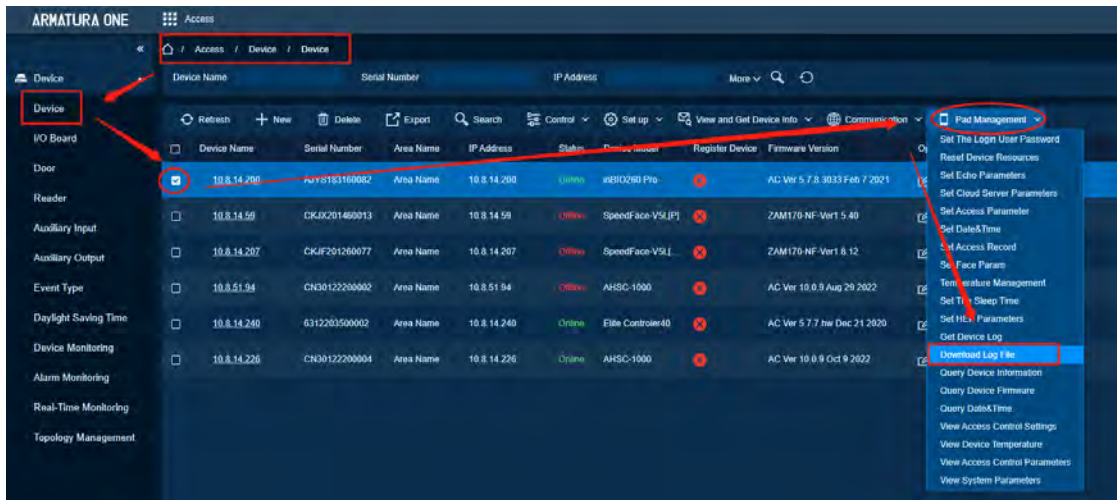 ARMATURA ONE
Access
« / Access / Device / Device
Device
Device Name Serial Number IP Address More
Device
I/O Board
Door
Reader
Auxiliary Input
Auxiliary Output
Event Type
Daylight Saving Time
Device Monitoring
Alarm Monitoring
Real-Time Monitoring
Topology Management
Refresh New Delete Export Search Control Set up View and Get Device Info Communication Pad Management
Device Name Serial Number Area Name IP Address Status Device Model Register Device Firmware Version
10.8.14.200 AJYS183160082 Area Name 10.8.14.200 Online inBIO260 Pro AC Ver 5.7.8.3033 Feb 7 2021
10.8.14.59 CKJX201460013 Area Name 10.8.14.59 Offline SpeedFace-V5L[P] ZAM170-NF-Ver1.5.40
10.8.14.207 CKJF201260077 Area Name 10.8.14.207 Offline SpeedFace-V5L[... ZAM170-NF-Ver1.8.12
10.8.51.94 CN30122200002 Area Name 10.8.51.94 Offline AHSC-1000 AC Ver 10.0.9 Aug 29 2022
10.8.14.240 6312203500002 Area Name 10.8.14.240 Online Elite Controler40 AC Ver 5.7.7.hw Dec 21 2020
10.8.14.226 CN30122200004 Area Name 10.8.14.226 Online AHSC-1000 AC Ver 10.0.9 Oct 9 2022
Set The Login User Password
Reset Device Resources
Set Echo Parameters
Set Cloud Server Parameters
Set Access Parameter
Set Date&Time
Set Access Record
Set Face Param
Temperature Management
Set The Sleep Time
Set HEP Parameters
Get Device Log
Download Log File
Query Device Information
Query Device Firmware
Query Date&Time
View Access Control Settings
View Device Temperature
View Access Control Parameters
View System Parameters